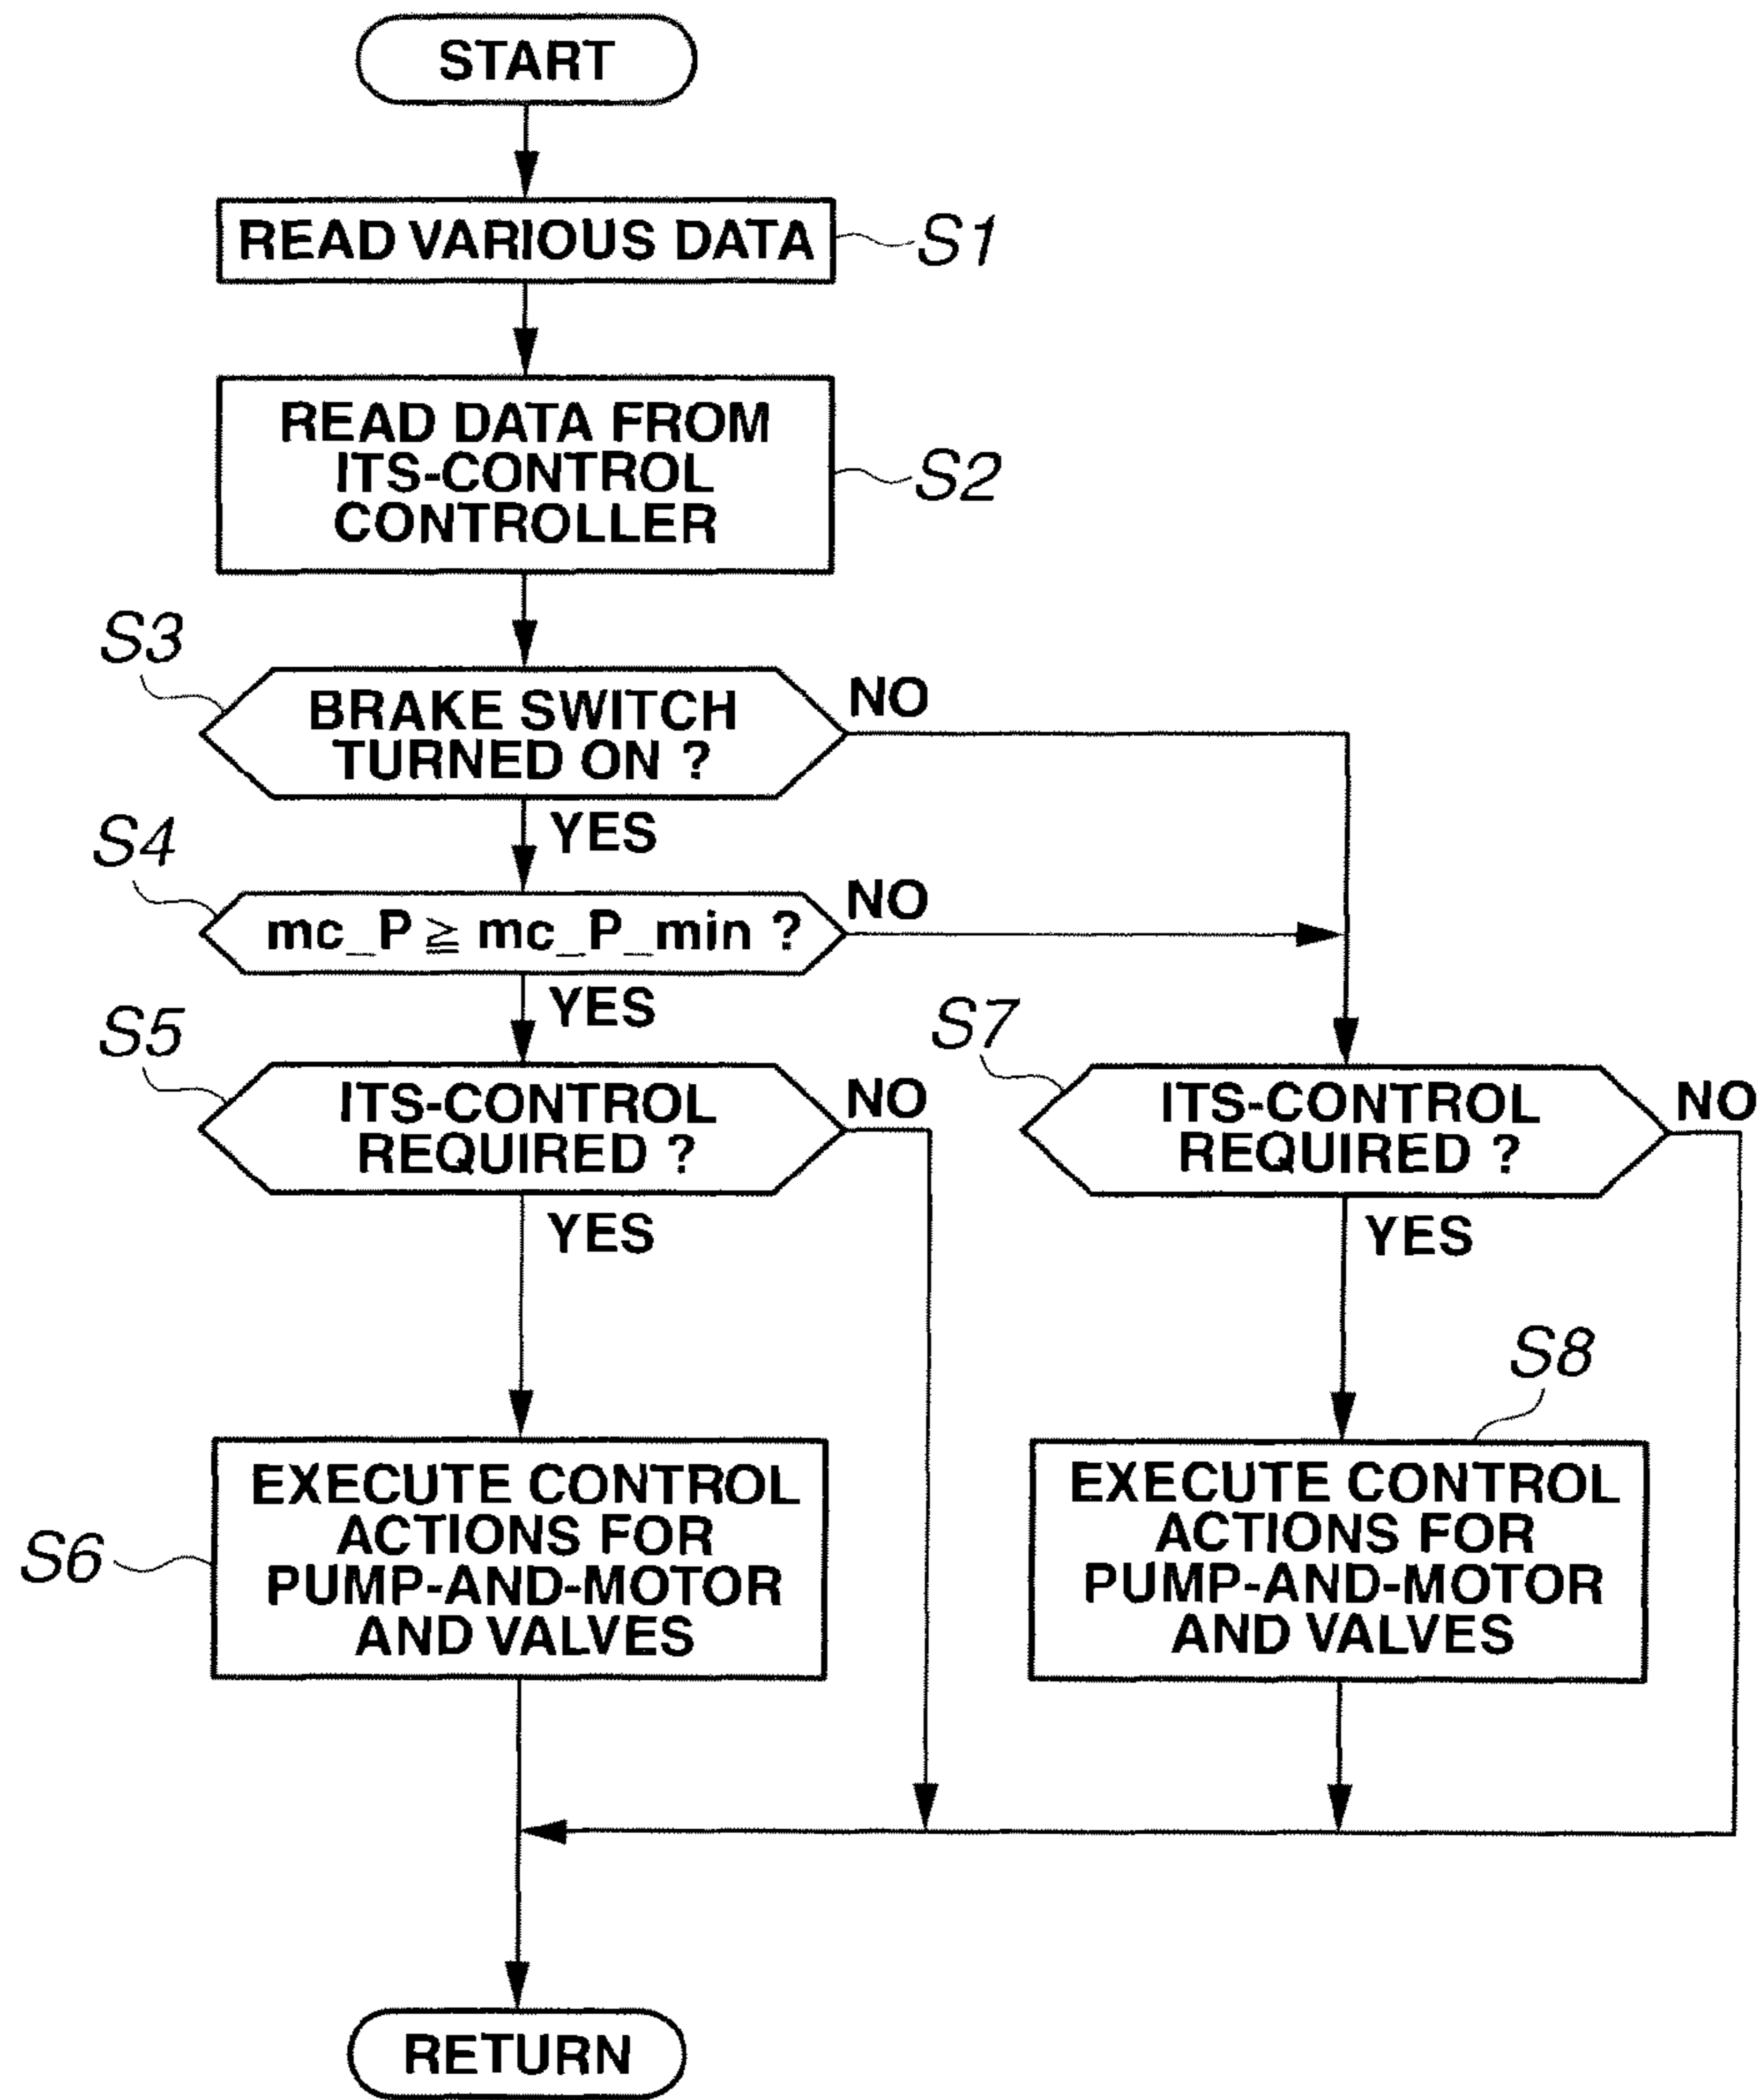 START
READ VARIOUS DATA
S1
READ DATA FROM
ITS-CONTROL
CONTROLLER
S2
S3
BRAKE SWITCH
TURNED ON ?
NO
YES
S4
mc_P ≧ mc_P_min ?
NO
YES
S5
ITS-CONTROL
REQUIRED ?
NO
YES
S7
ITS-CONTROL
REQUIRED ?
NO
YES
S6
EXECUTE CONTROL
ACTIONS FOR
PUMP-AND-MOTOR
AND VALVES
S8
EXECUTE CONTROL
ACTIONS FOR
PUMP-AND-MOTOR
AND VALVES
RETURN